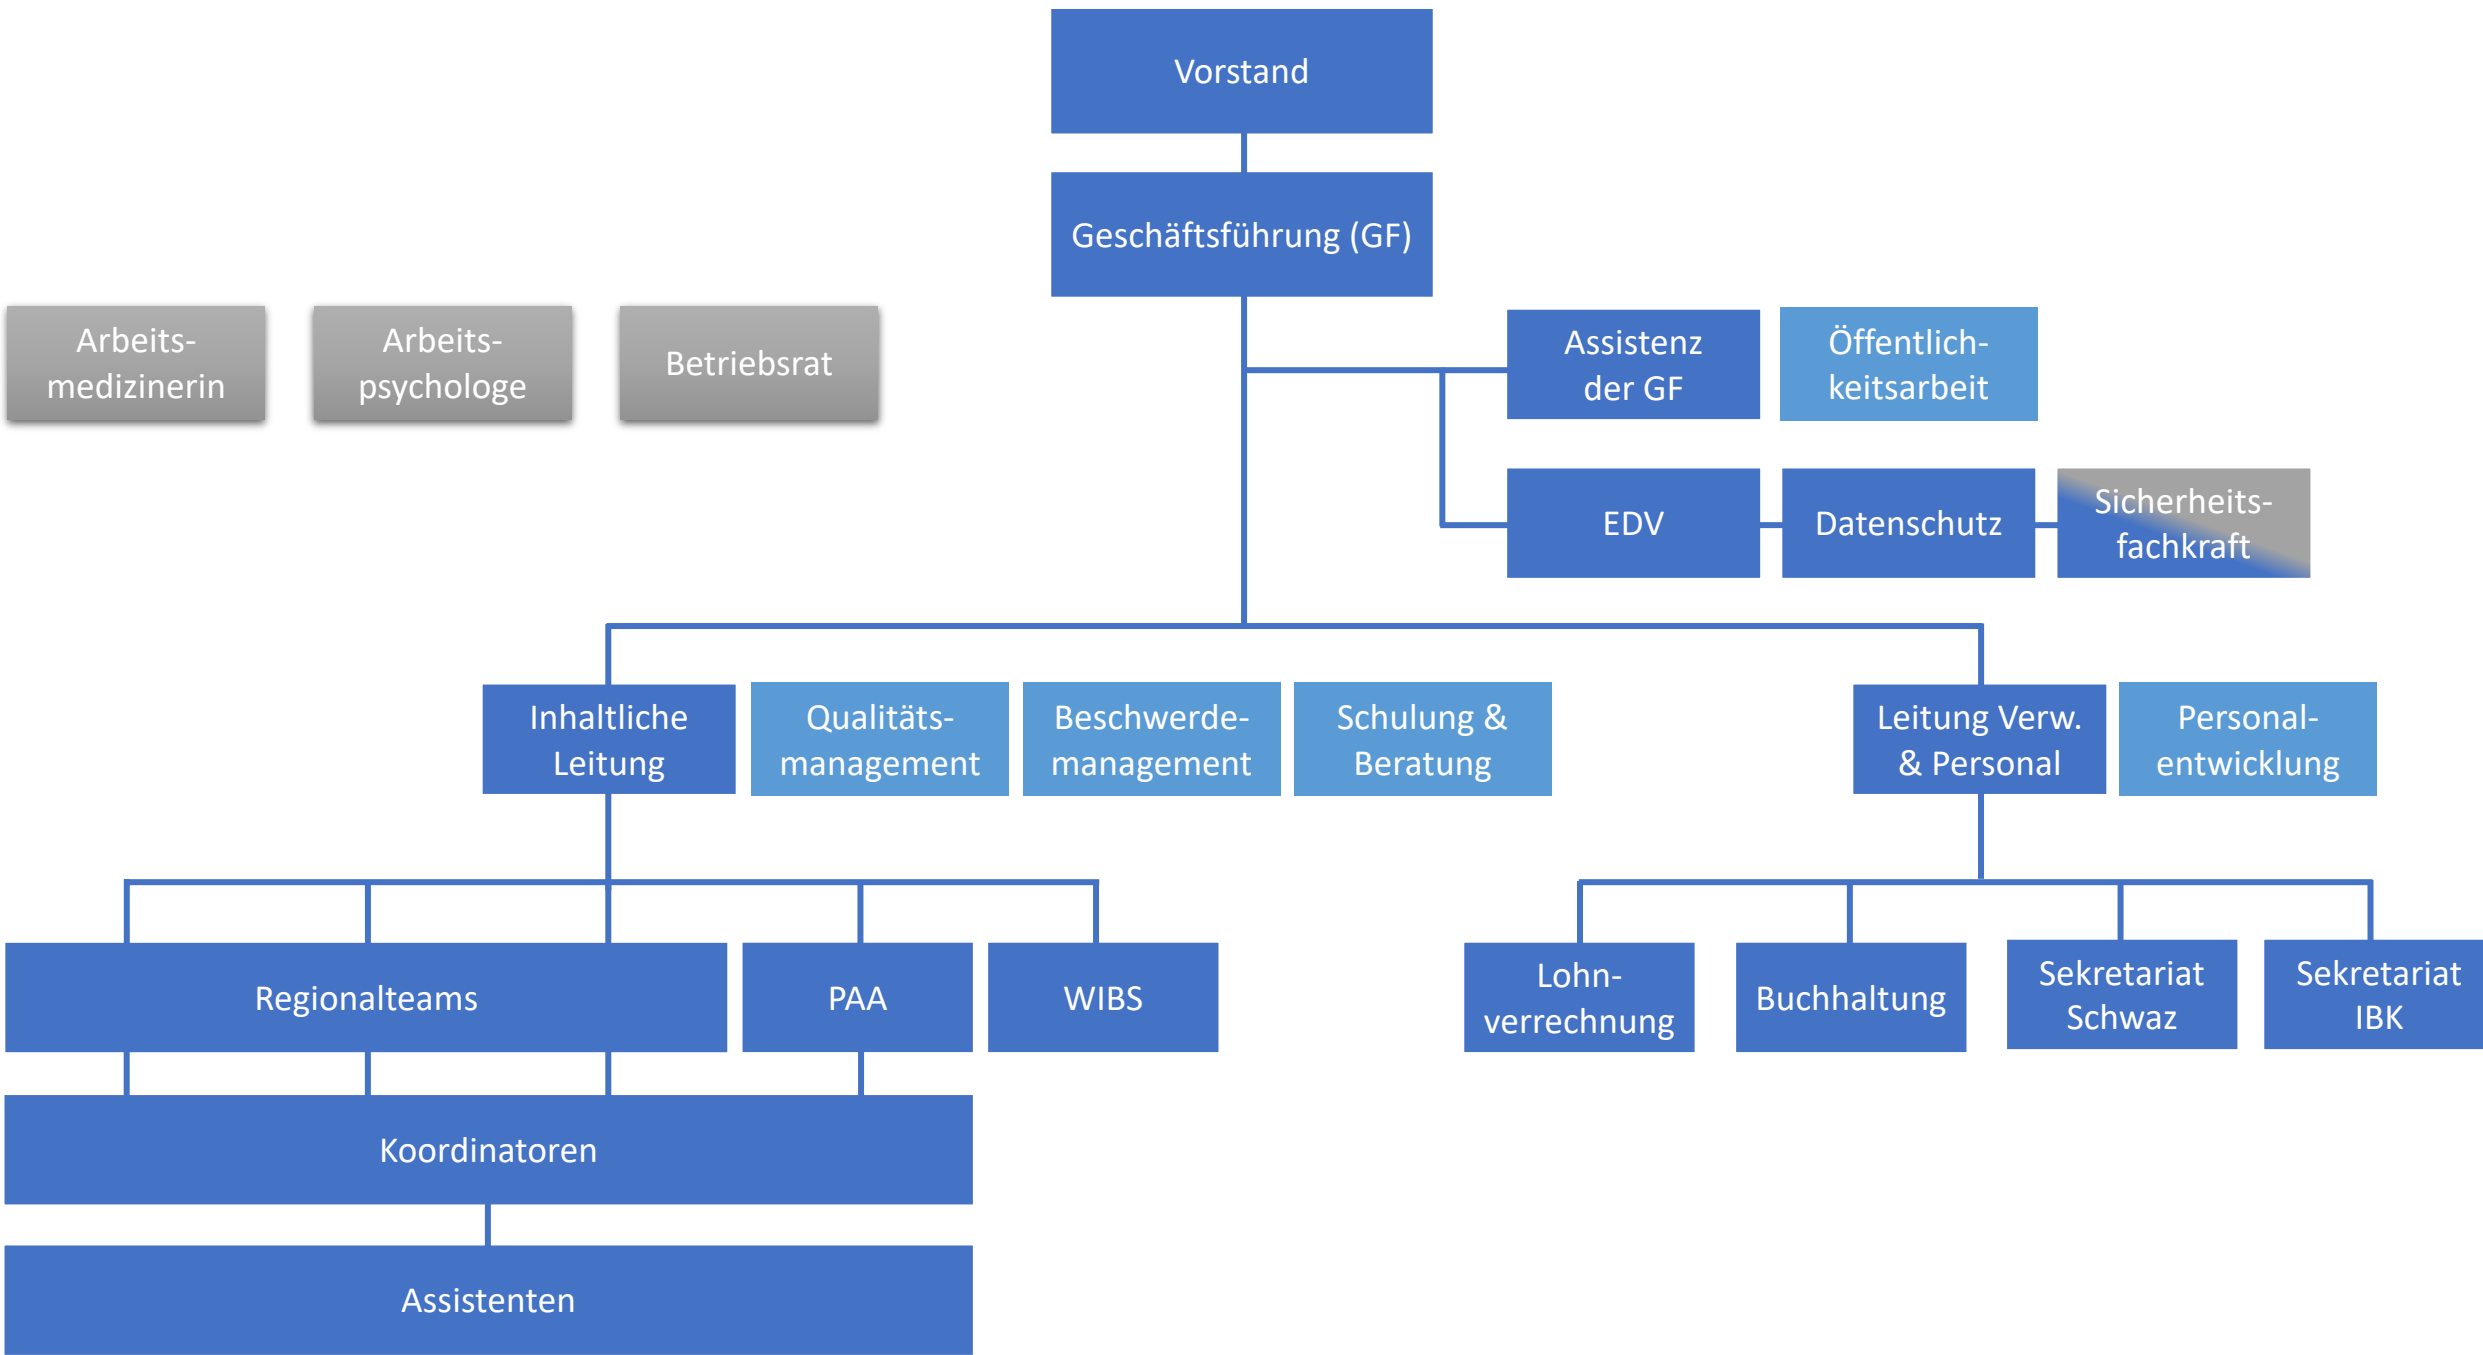 Vorstand
Geschäftsführung (GF)
Arbeits-
medizinerin
Arbeits-
psychologe
Betriebsrat
Assistenz
der GF
Öffentlich-
keitsarbeit
EDV
Datenschutz
Sicherheits-
fachkraft
Inhaltliche
Leitung
Qualitäts-
management
Beschwerde-
management
Schulung &
Beratung
Leitung Verw.
& Personal
Personal-
entwicklung
Regionalteams
PAA
WIBS
Lohn-
verrechnung
Buchhaltung
Sekretariat
Schwaz
Sekretariat
IBK
Koordinatoren
Assistenten